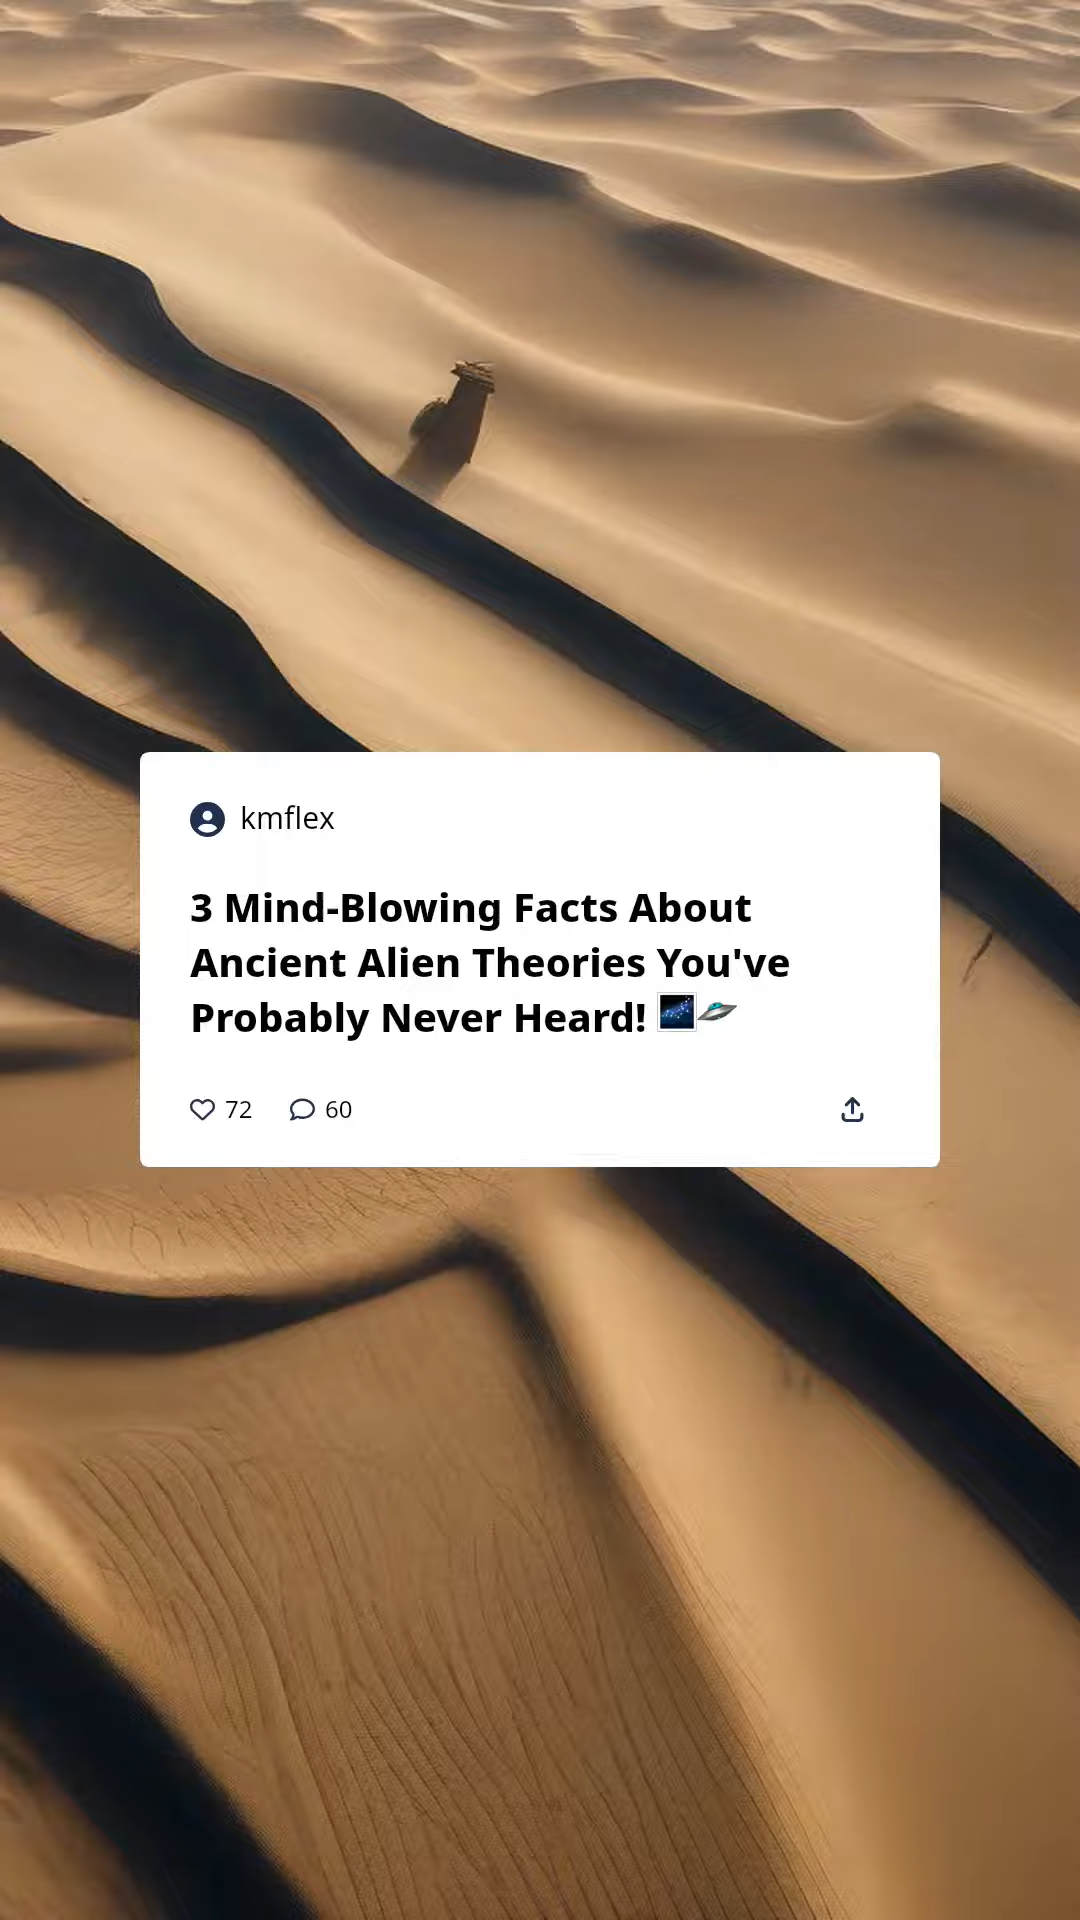 kmflex
3 Mind-Blowing Facts About
Ancient Alien Theories You've
Probably Never Heard! 🌌🛸
72 60